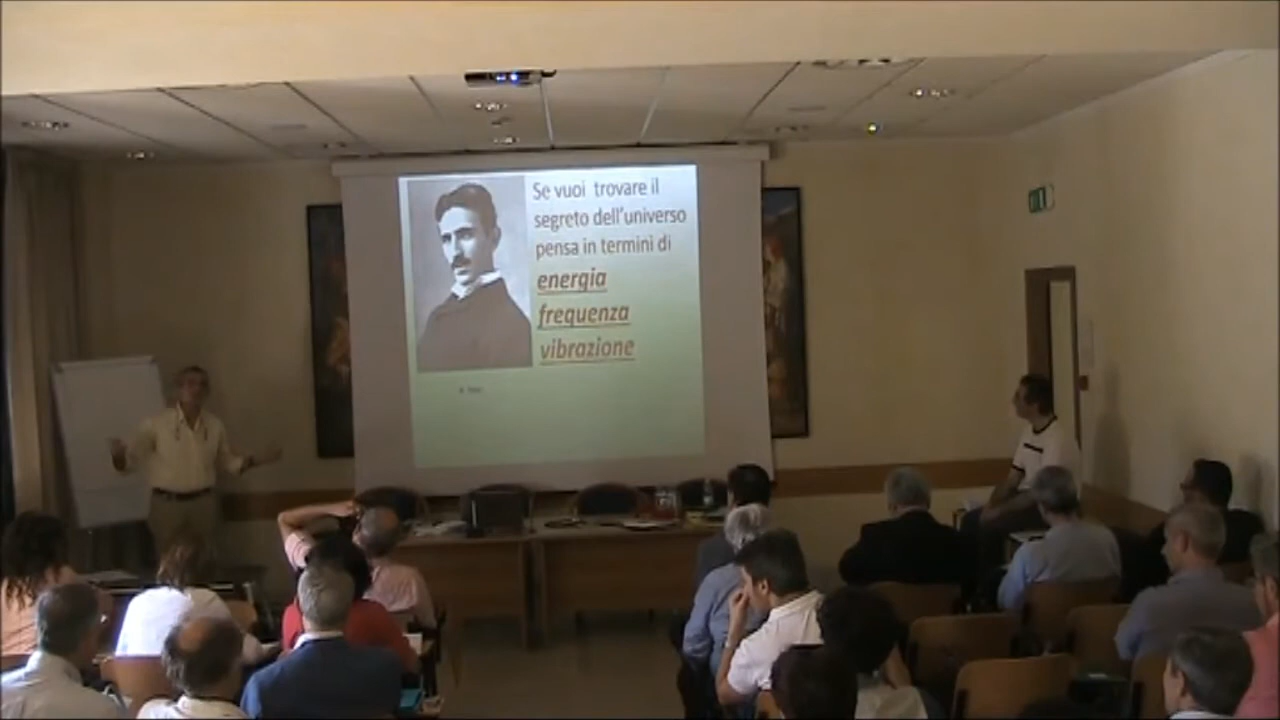 Se vuoi trovare il
segreto dell'universo
pensa in termini di
energia
frequenza
vibrazione